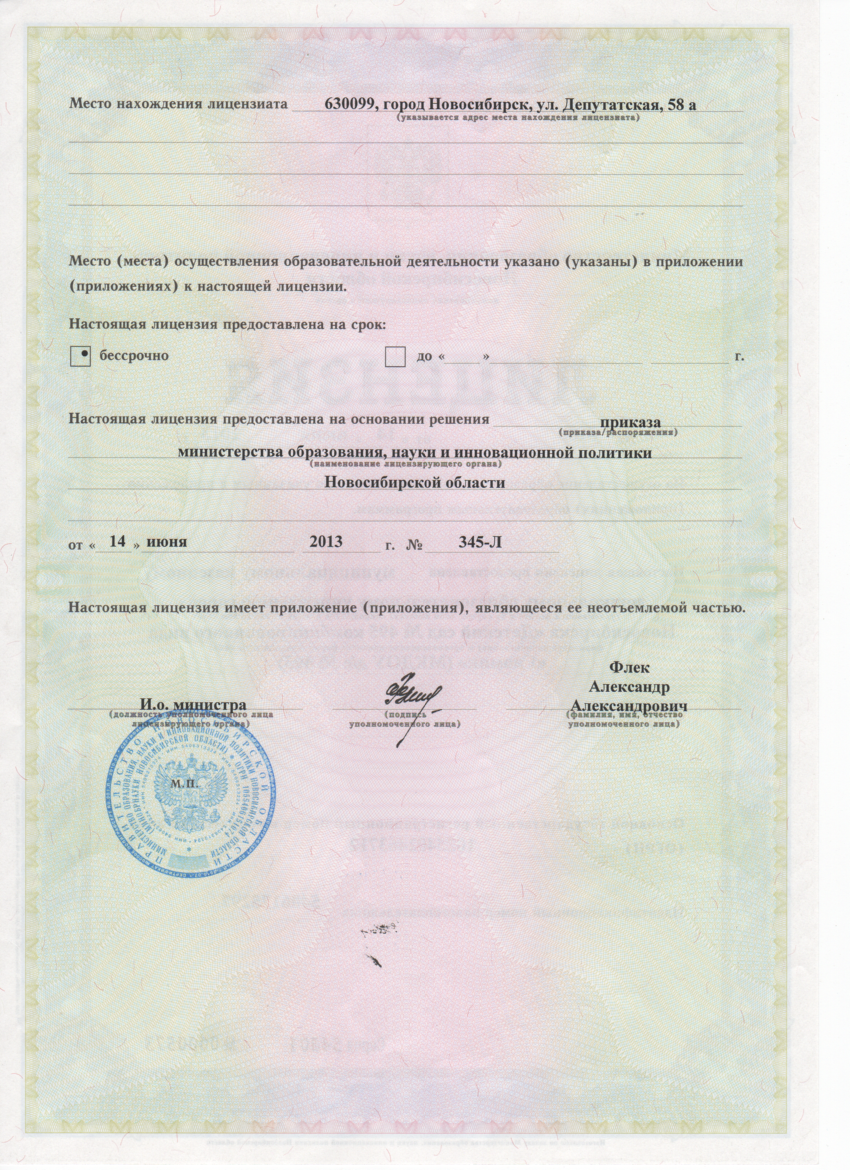 Место нахождения лицензиата 630099, город Новосибирск, ул. Депутатская, 58 а
(указывается адрес места нахождения лицензиата)
Место (места) осуществления образовательной деятельности указано (указаны) в приложении
(приложениях) к настоящей лицензии.
Настоящая лицензия предоставлена на срок:
бессрочно до « » г.
Настоящая лицензия предоставлена на основании решения приказа
(приказа/распоряжения)
министерства образования, науки и инновационной политики
(наименование лицензирующего органа)
Новосибирской области
от « 14 » июня 2013 г. № 345-Л
Настоящая лицензия имеет приложение (приложения), являющееся ее неотъемлемой частью.
Флек
Александр
И.о. министра Александрович
(должность уполномоченного лица (подпись (фамилия, имя, отчество
лицензирующего органа) уполномоченного лица) уполномоченного лица)
М.П.